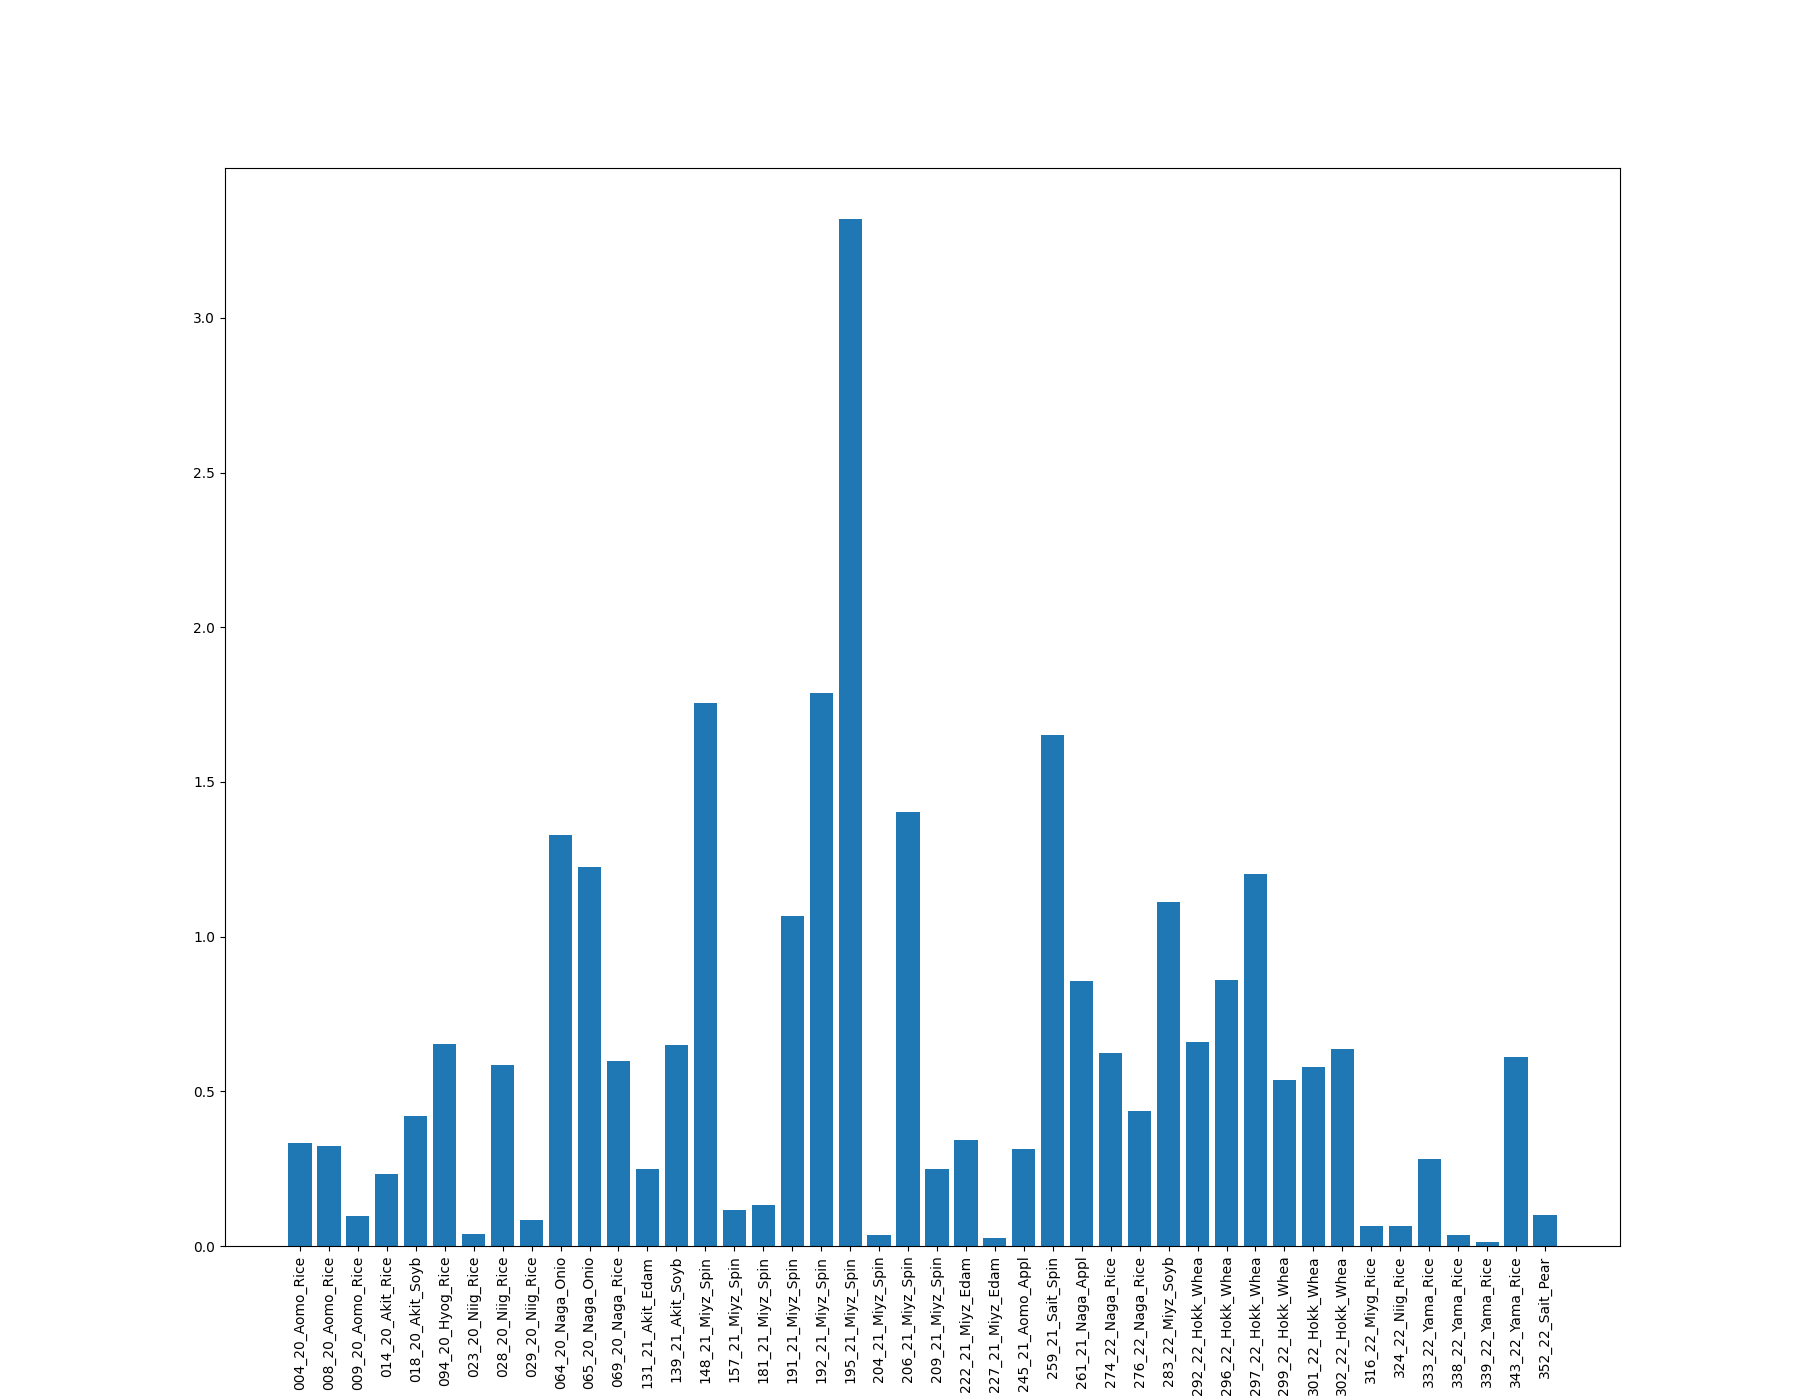 3.0
2.5
2.0
1.5
1.0
0.5
0.0
004_20_Aomo_Rice
008_20_Aomo_Rice
009_20_Aomo_Rice
014_20_Akit_Rice
018_20_Akit_Soyb
094_20_Hyog_Rice
023_20_Niig_Rice
028_20_Niig_Rice
029_20_Niig_Rice
064_20_Naga_Onio
065_20_Naga_Onio
069_20_Naga_Rice
131_21_Akit_Edam
139_21_Akit_Soyb
148_21_Miyz_Spin
157_21_Miyz_Spin
181_21_Miyz_Spin
191_21_Miyz_Spin
192_21_Miyz_Spin
195_21_Miyz_Spin
204_21_Miyz_Spin
206_21_Miyz_Spin
209_21_Miyz_Spin
222_21_Miyz_Edam
227_21_Miyz_Edam
245_21_Aomo_Appl
259_21_Sait_Spin
261_21_Naga_Appl
274_22_Naga_Rice
276_22_Naga_Rice
283_22_Miyz_Soyb
292_22_Hokk_Whea
296_22_Hokk_Whea
297_22_Hokk_Whea
299_22_Hokk_Whea
301_22_Hokk_Whea
302_22_Hokk_Whea
316_22_Miyg_Rice
324_22_Niig_Rice
333_22_Yama_Rice
338_22_Yama_Rice
339_22_Yama_Rice
343_22_Yama_Rice
352_22_Sait_Pear